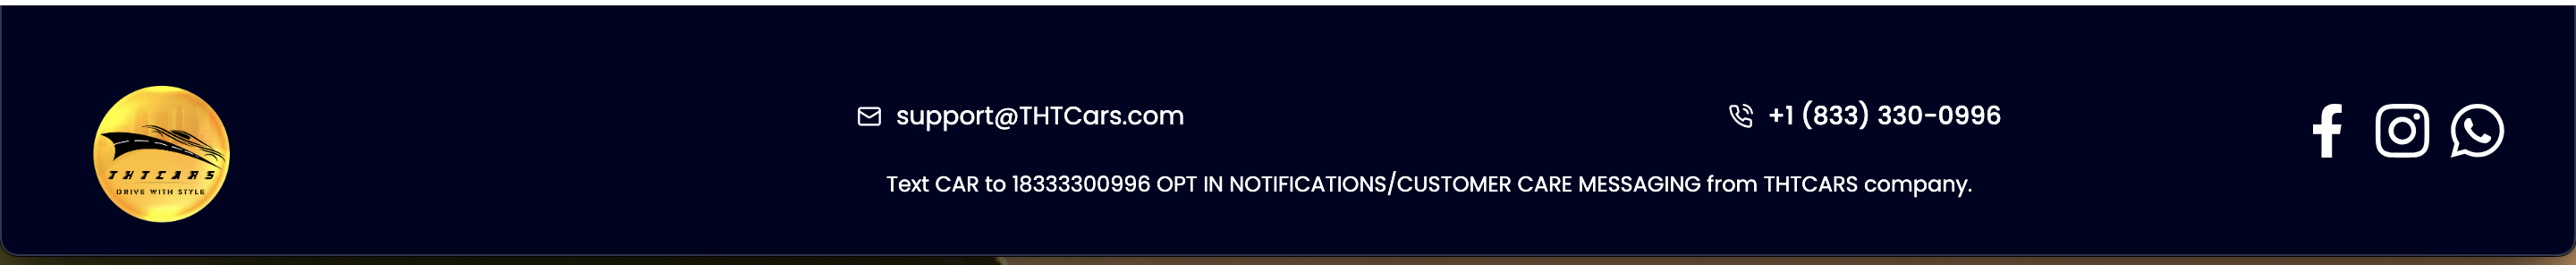 support@THTCars.com
+1 (833) 330-0996
Text CAR to 18333300996 OPT IN NOTIFICATIONS/CUSTOMER CARE MESSAGING from THTCARS company.
THTCARS
DRIVE WITH STYLE